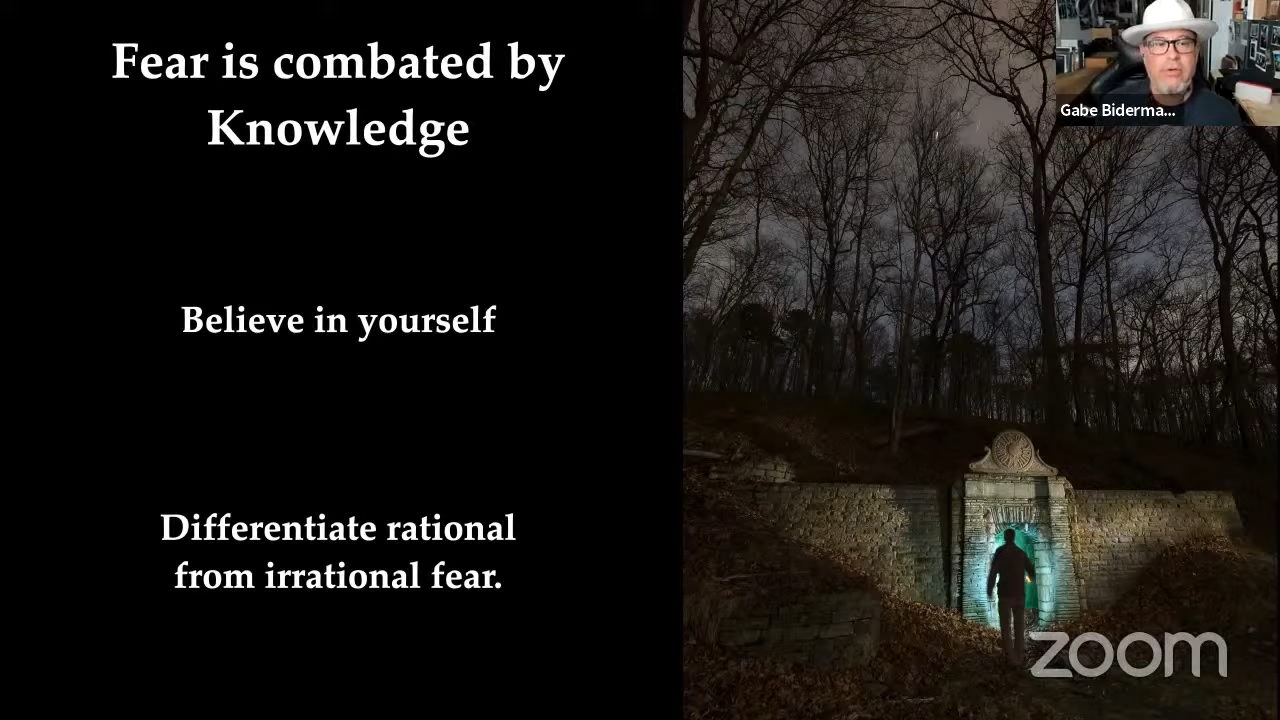 Fear is combated by
Knowledge
Gabe Biderma...
Believe in yourself
Differentiate rational
from irrational fear.
zoom